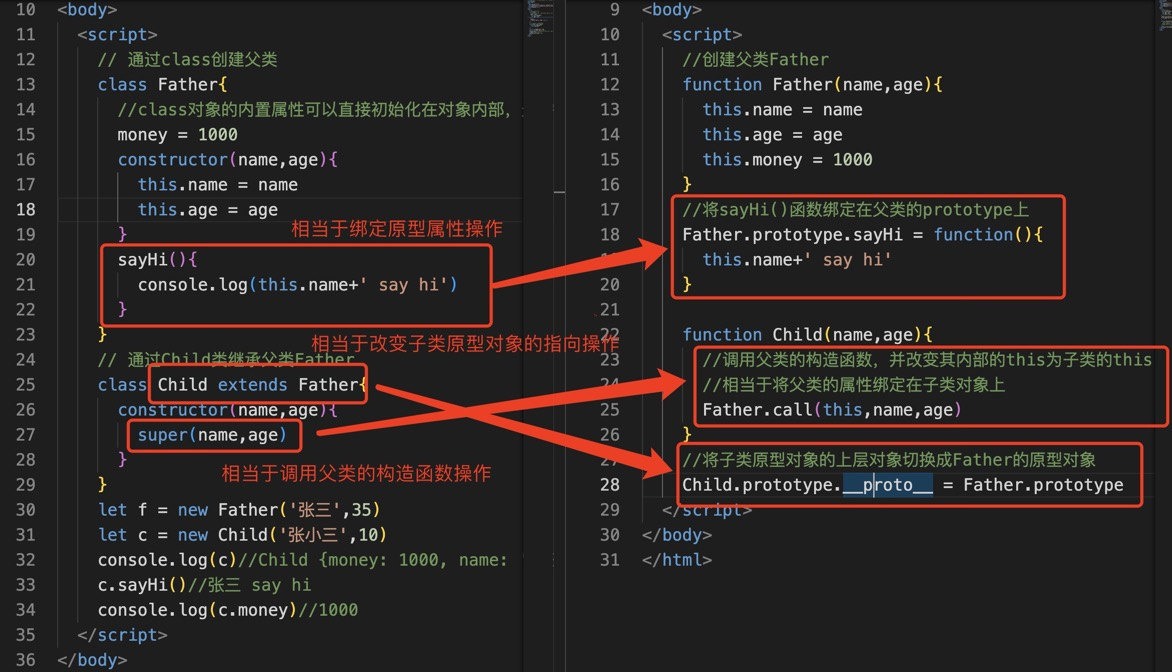 10 <body>
11 <script>
12 // 通过class创建父类
13 class Father{
14 //class对象的内置属性可以直接初始化在对象内部，
15 money = 1000
16 constructor(name,age){
17 this.name = name
18 this.age = age
19 }
相当于绑定原型属性操作
20 sayHi(){
21 console.log(this.name+' say hi')
22 }
23 }
相当于改变子类原型对象的指向操作
24 // 通过Child类继承父类Father
25 class Child extends Father{
26 constructor(name,age){
27 super(name,age)
28 }
相当于调用父类的构造函数操作
29 }
30 let f = new Father('张三',35)
31 let c = new Child('张小三',10)
32 console.log(c)//Child {money: 1000, name:
33 c.sayHi()//张三 say hi
34 console.log(c.money)//1000
35 </script>
36 </body>
9 <body>
10 <script>
11 //创建父类Father
12 function Father(name,age){
13 this.name = name
14 this.age = age
15 this.money = 1000
16 }
17 //将sayHi()函数绑定在父类的prototype上
18 Father.prototype.sayHi = function(){
this.name+' say hi'
20 }
21
22 function Child(name,age){
23 //调用父类的构造函数，并改变其内部的this为子类的this
24 //相当于将父类的属性绑定在子类对象上
25 Father.call(this,name,age)
26 }
27 //将子类原型对象的上层对象切换成Father的原型对象
28 Child.prototype.__proto__ = Father.prototype
29 </script>
30 </body>
31 </html>